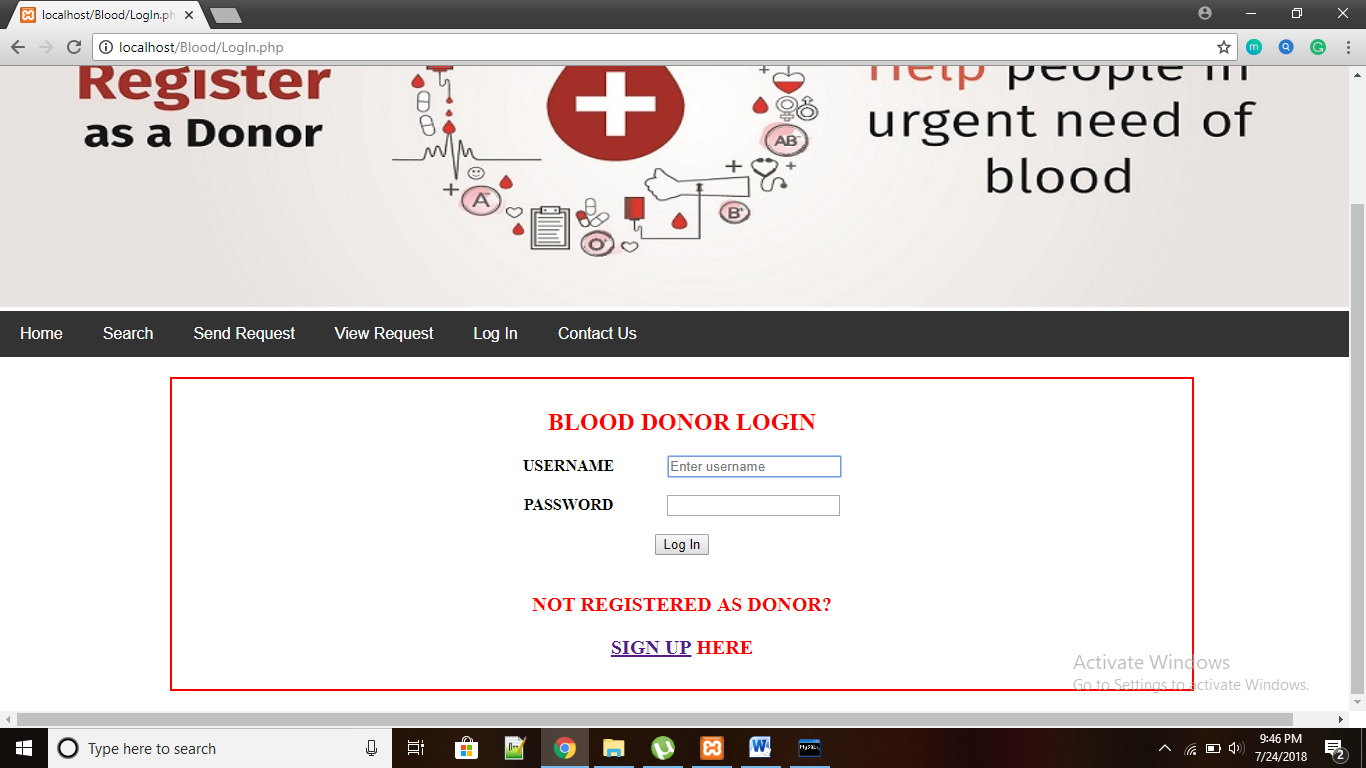 localhost/Blood/LogIn.ph
localhost/Blood/LogIn.php
Register
as a Donor
Help people in
urgent need of
blood
AB
A
B+
O
Home Search Send Request View Request Log In Contact Us
BLOOD DONOR LOGIN
USERNAME Enter username
PASSWORD
Log In
NOT REGISTERED AS DONOR?
SIGN UP HERE
Activate Windows
Go to Settings to activate Windows.
Type here to search
9:46 PM
7/24/2018
2